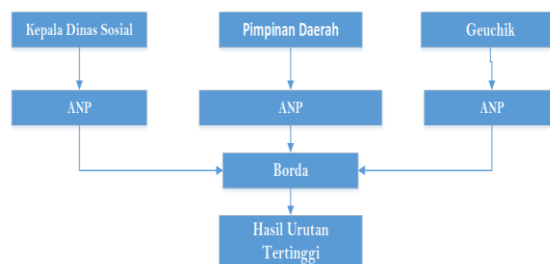 Kepala Dinas Sosial
Pimpinan Daerah
Geuchik
ANP
ANP
ANP
Borda
Hasil Urutan
Tertinggi